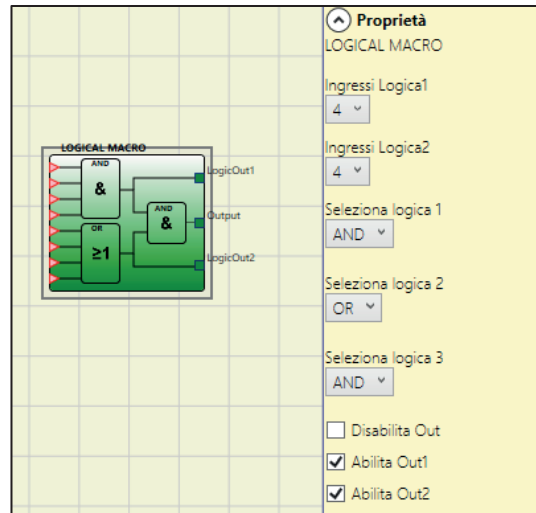 LOGICAL MACRO
AND
&
LogicOut1
AND
&
Output
OR
≥1
LogicOut2
Proprietà
LOGICAL MACRO
Ingressi Logica1
4
Ingressi Logica2
4
Seleziona logica 1
AND
Seleziona logica 2
OR
Seleziona logica 3
AND
Disabilita Out
Abilita Out1
Abilita Out2